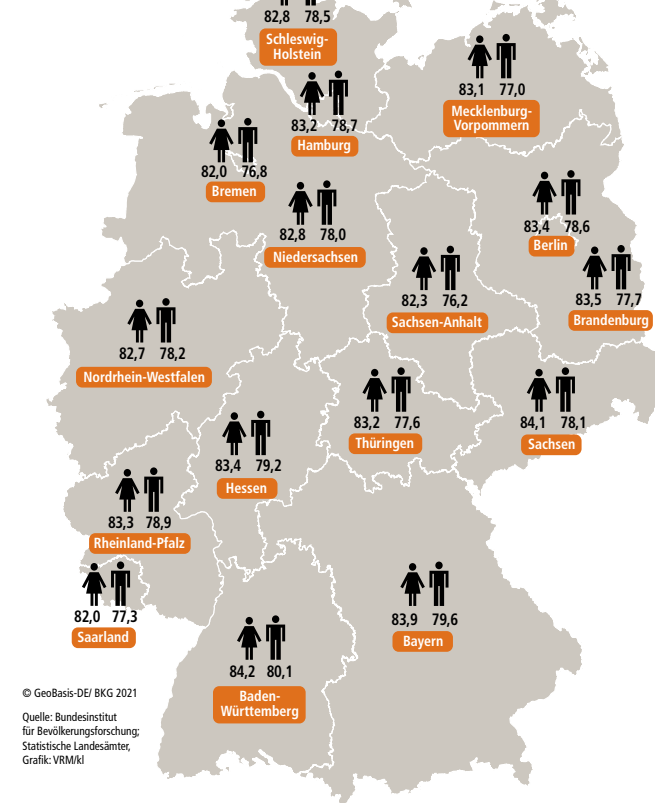 82,8 78,5
Schleswig-
Holstein
83,1 77,0
Mecklenburg-
Vorpommern
83,2 78,7
Hamburg
82,0 76,8
Bremen
83,4 78,6
Berlin
82,8 78,0
Niedersachsen
82,3 76,2
Sachsen-Anhalt
83,5 77,7
Brandenburg
82,7 78,2
Nordrhein-Westfalen
83,2 77,6
Thüringen
84,1 78,1
Sachsen
83,4 79,2
Hessen
83,3 78,9
Rheinland-Pfalz
82,0 77,3
Saarland
83,9 79,6
Bayern
84,2 80,1
Baden-
Württemberg
© GeoBasis-DE/ BKG 2021
Quelle: Bundesinstitut
für Bevölkerungsforschung;
Statistische Landesämter,
Grafik: VRM/kl